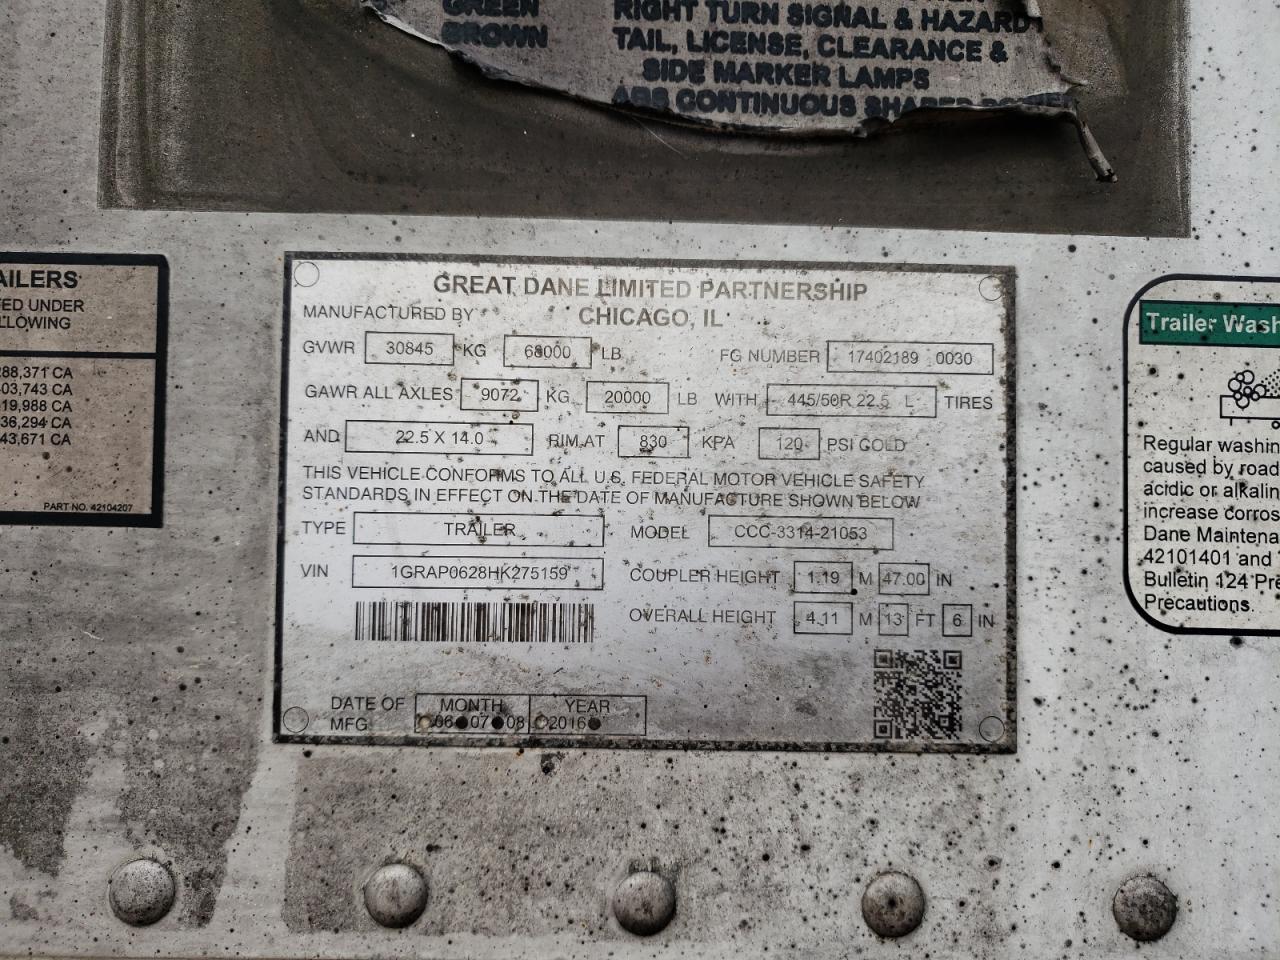 GREEN RIGHT TURN SIGNAL & HAZARD
BROWN TAIL, LICENSE, CLEARANCE &
SIDE MARKER LAMPS
ABS CONTINUOUS SHARED POWER
AILERS
ED UNDER
LLOWING
288,371 CA
403,743 CA
19,988 CA
36,294 CA
43,671 CA
PART NO. 42104207
GREAT DANE LIMITED PARTNERSHIP
MANUFACTURED BY CHICAGO, IL
GVWR 30845 KG 68000 LB FG NUMBER 17402189 0030
GAWR ALL AXLES 9072 KG 20000 LB WITH 445/50R 22.5 L TIRES
AND 22.5 X 14.0 RIM AT 830 KPA 120 PSI COLD
THIS VEHICLE CONFORMS TO ALL U.S. FEDERAL MOTOR VEHICLE SAFETY
STANDARDS IN EFFECT ON THE DATE OF MANUFACTURE SHOWN BELOW
TYPE TRAILER MODEL CCC-3314-21053
VIN 1GRAP0628HK275159 COUPLER HEIGHT 1.19 M 47.00 IN
OVERALL HEIGHT 4.11 M 13 FT 6 IN
DATE OF MFG MONTH YEAR
06 07 08 2016
Trailer Wash
Regular washin
caused by road
acidic or alkalin
increase corros
Dane Maintena
42101401 and
Bulletin 124 Pre
Precautions.